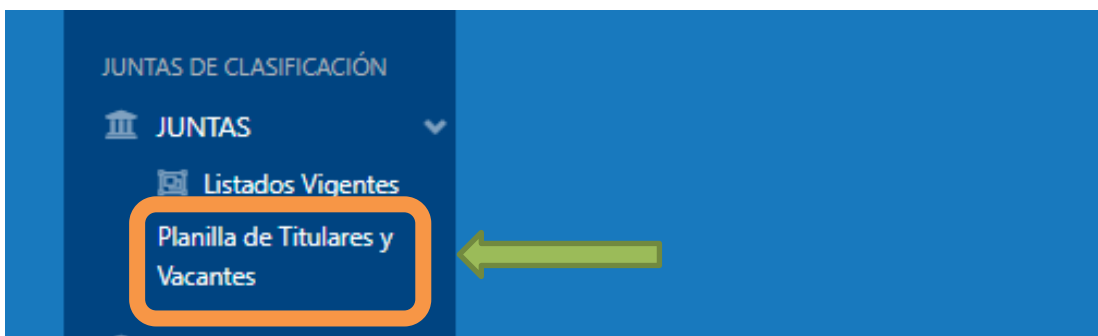 JUNTAS DE CLASIFICACIÓN
JUNTAS
Listados Vigentes
Planilla de Titulares y
Vacantes